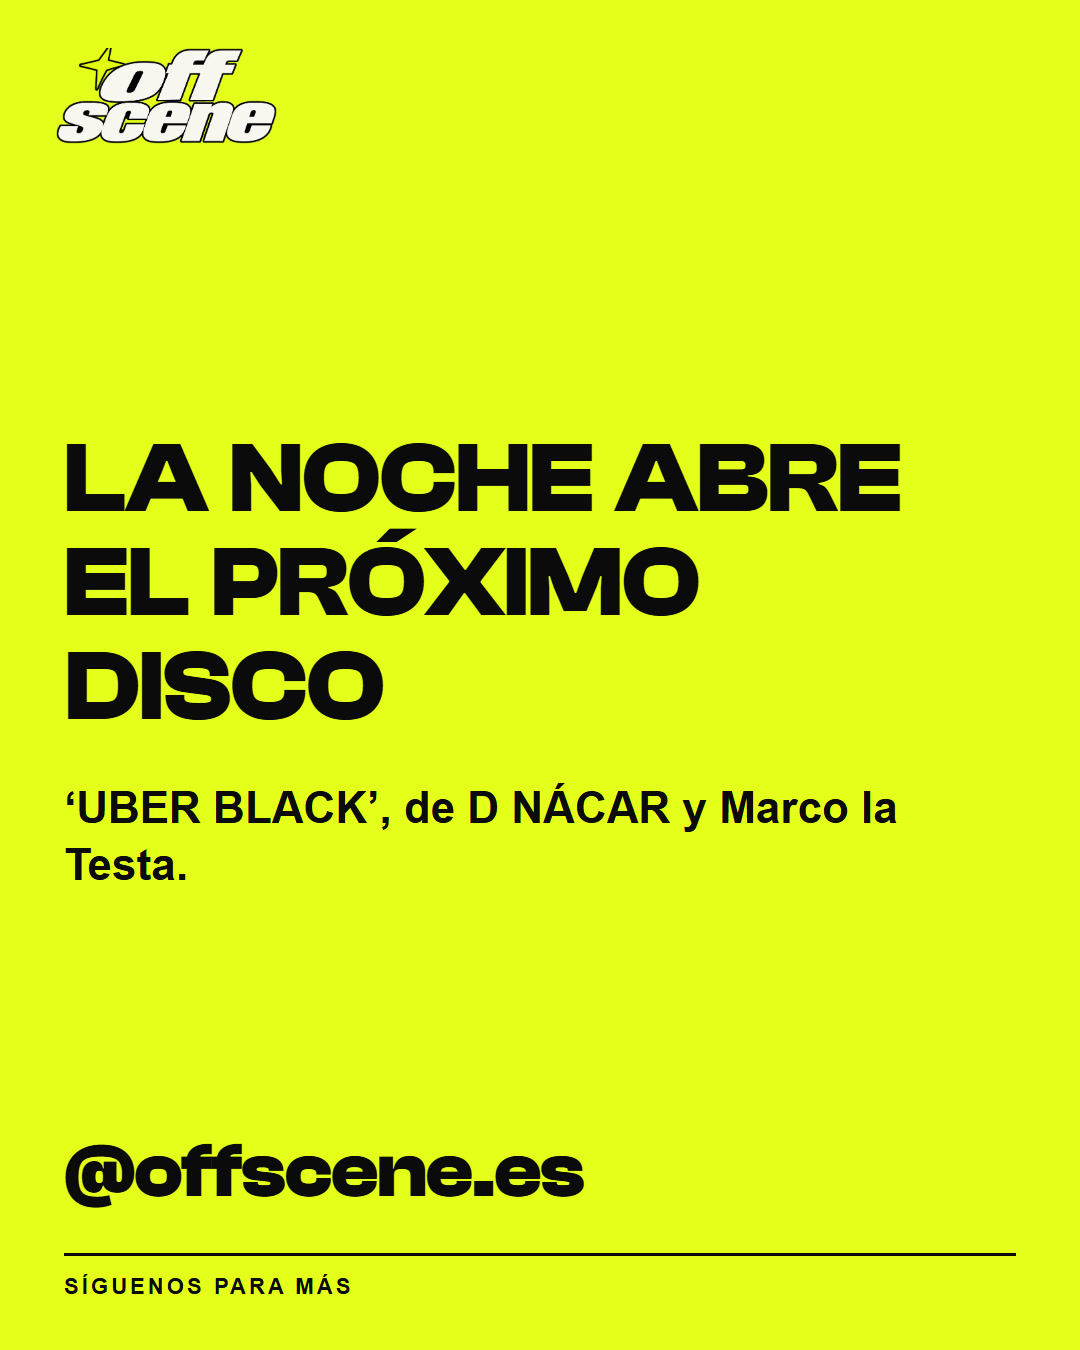 off
scene
LA NOCHE ABRE
EL PRÓXIMO
DISCO
‘UBER BLACK’, de D NÁCAR y Marco la
Testa.
@offscene.es
SÍGUENOS PARA MÁS